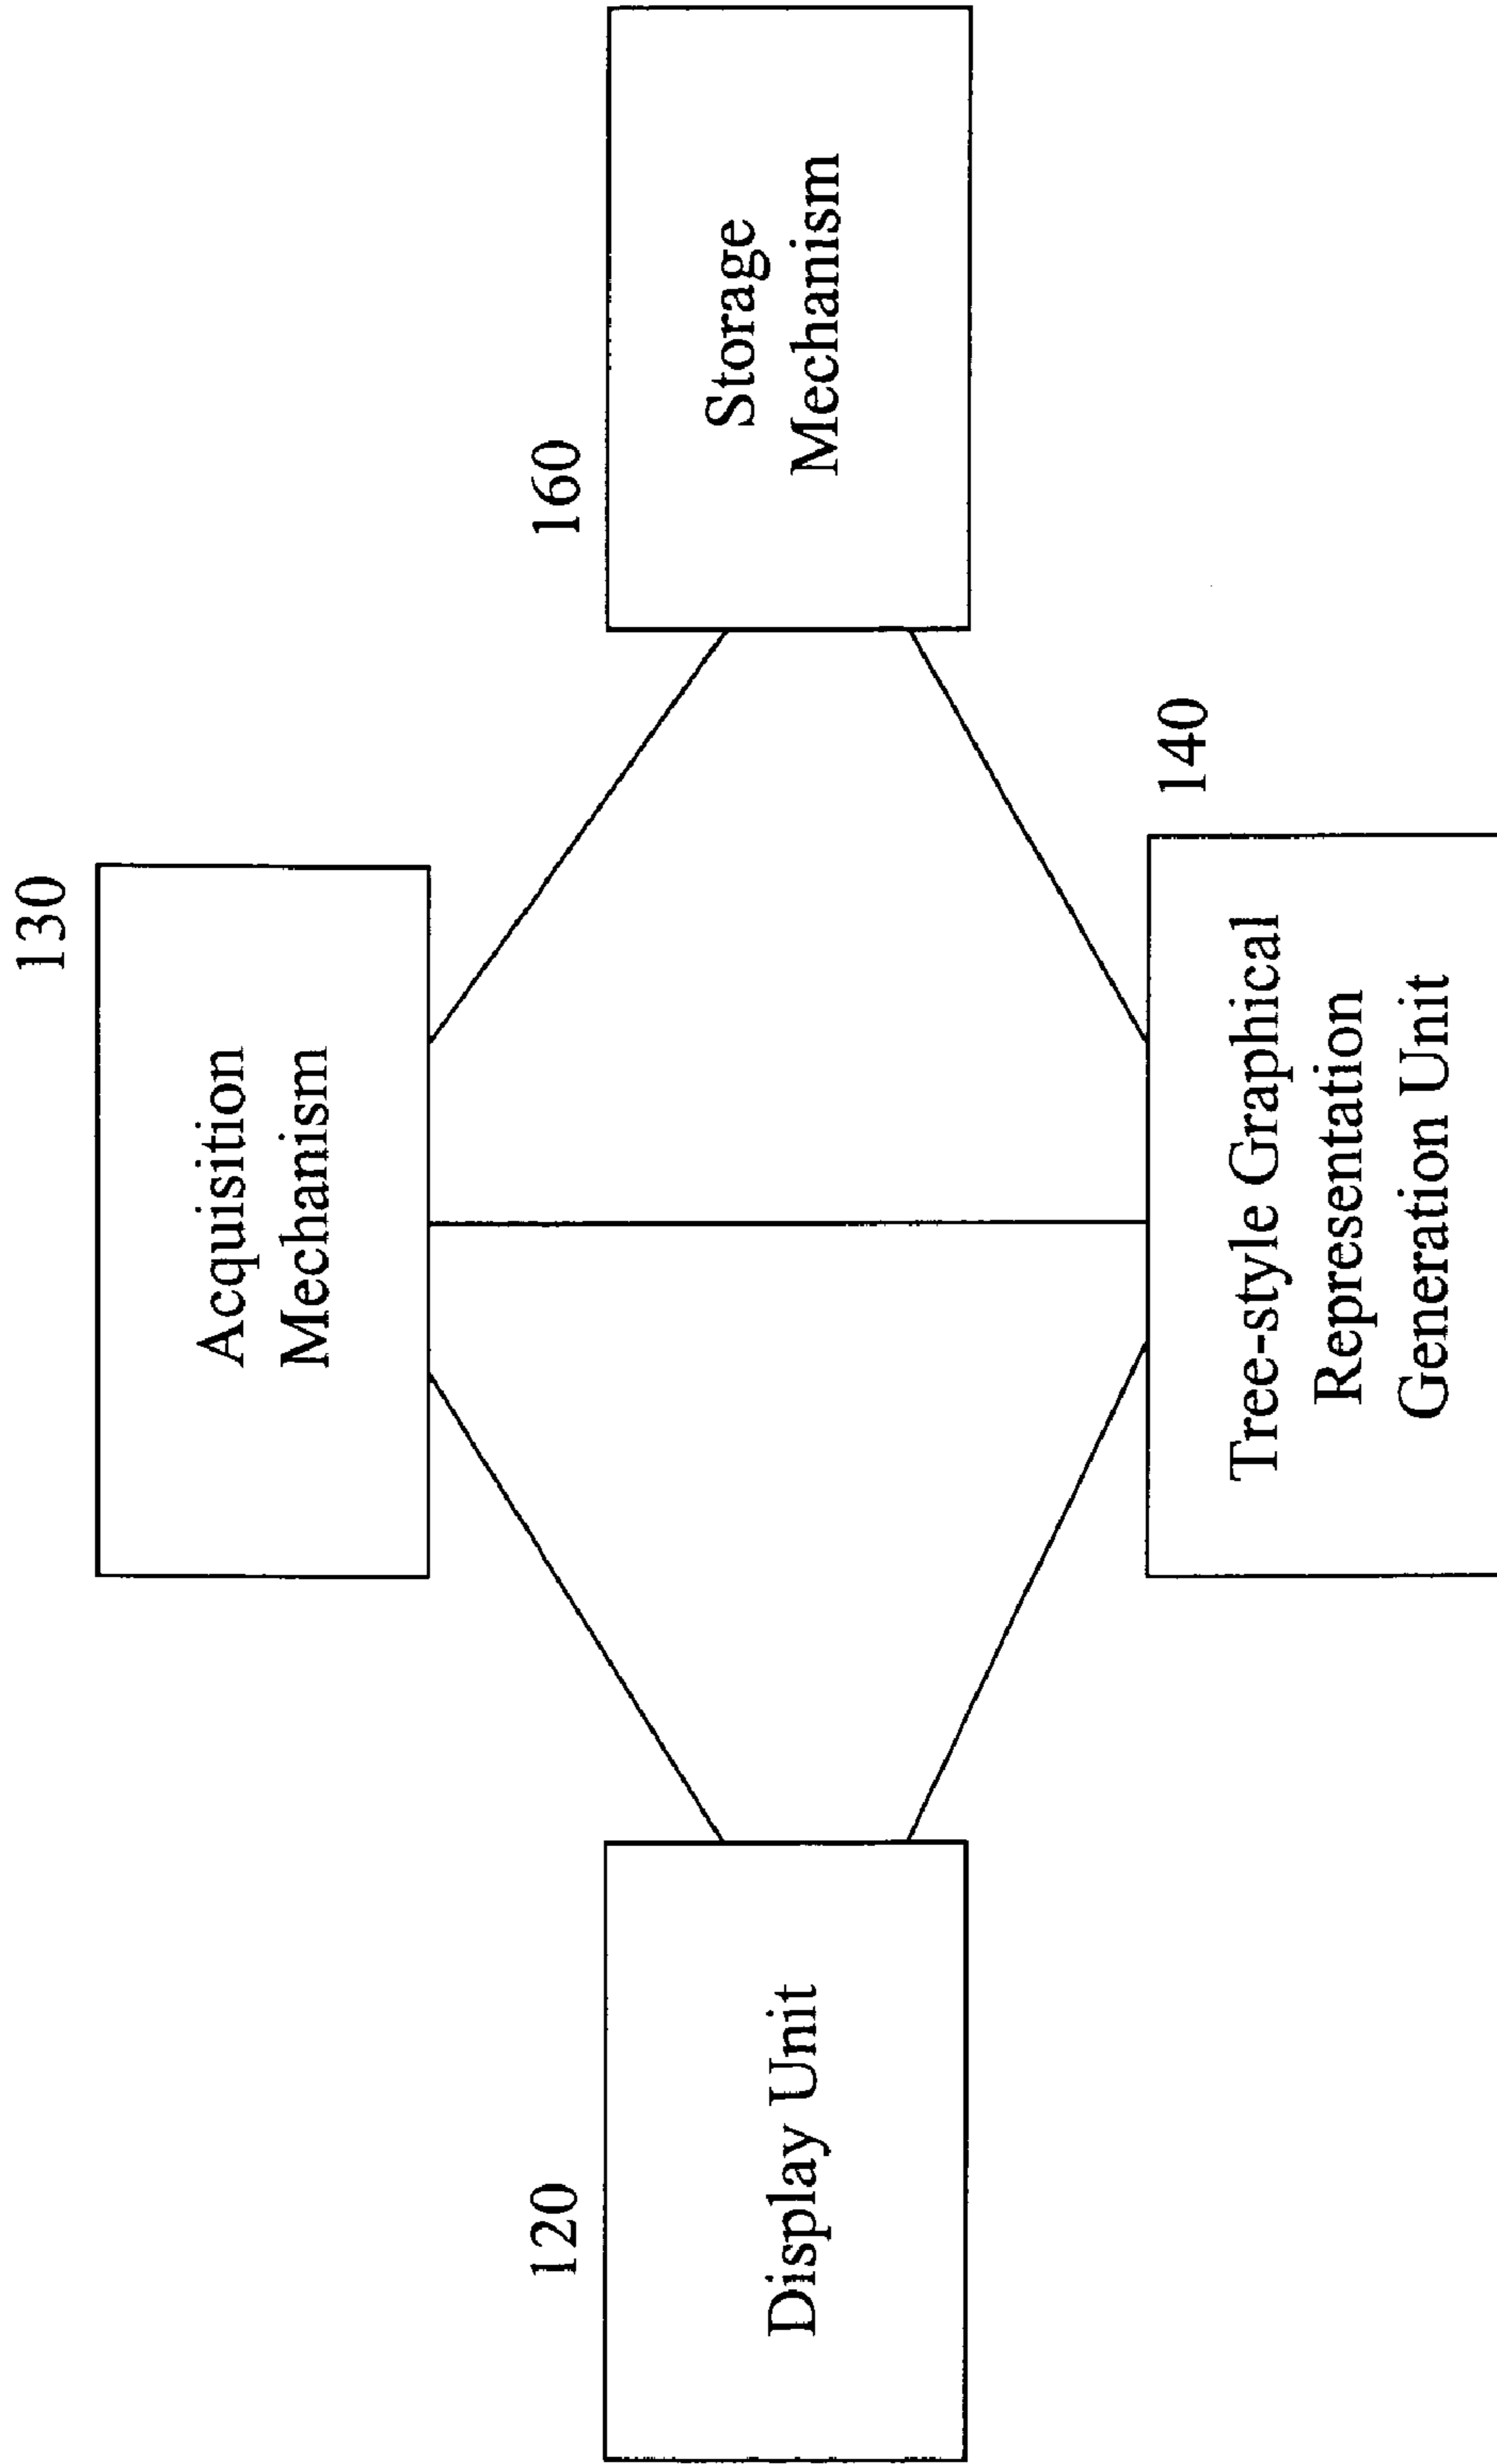 130
Acquisition
Mechanism
120
Display Unit
160
Storage
Mechanism
140
Tree-style Graphical
Representation
Generation Unit